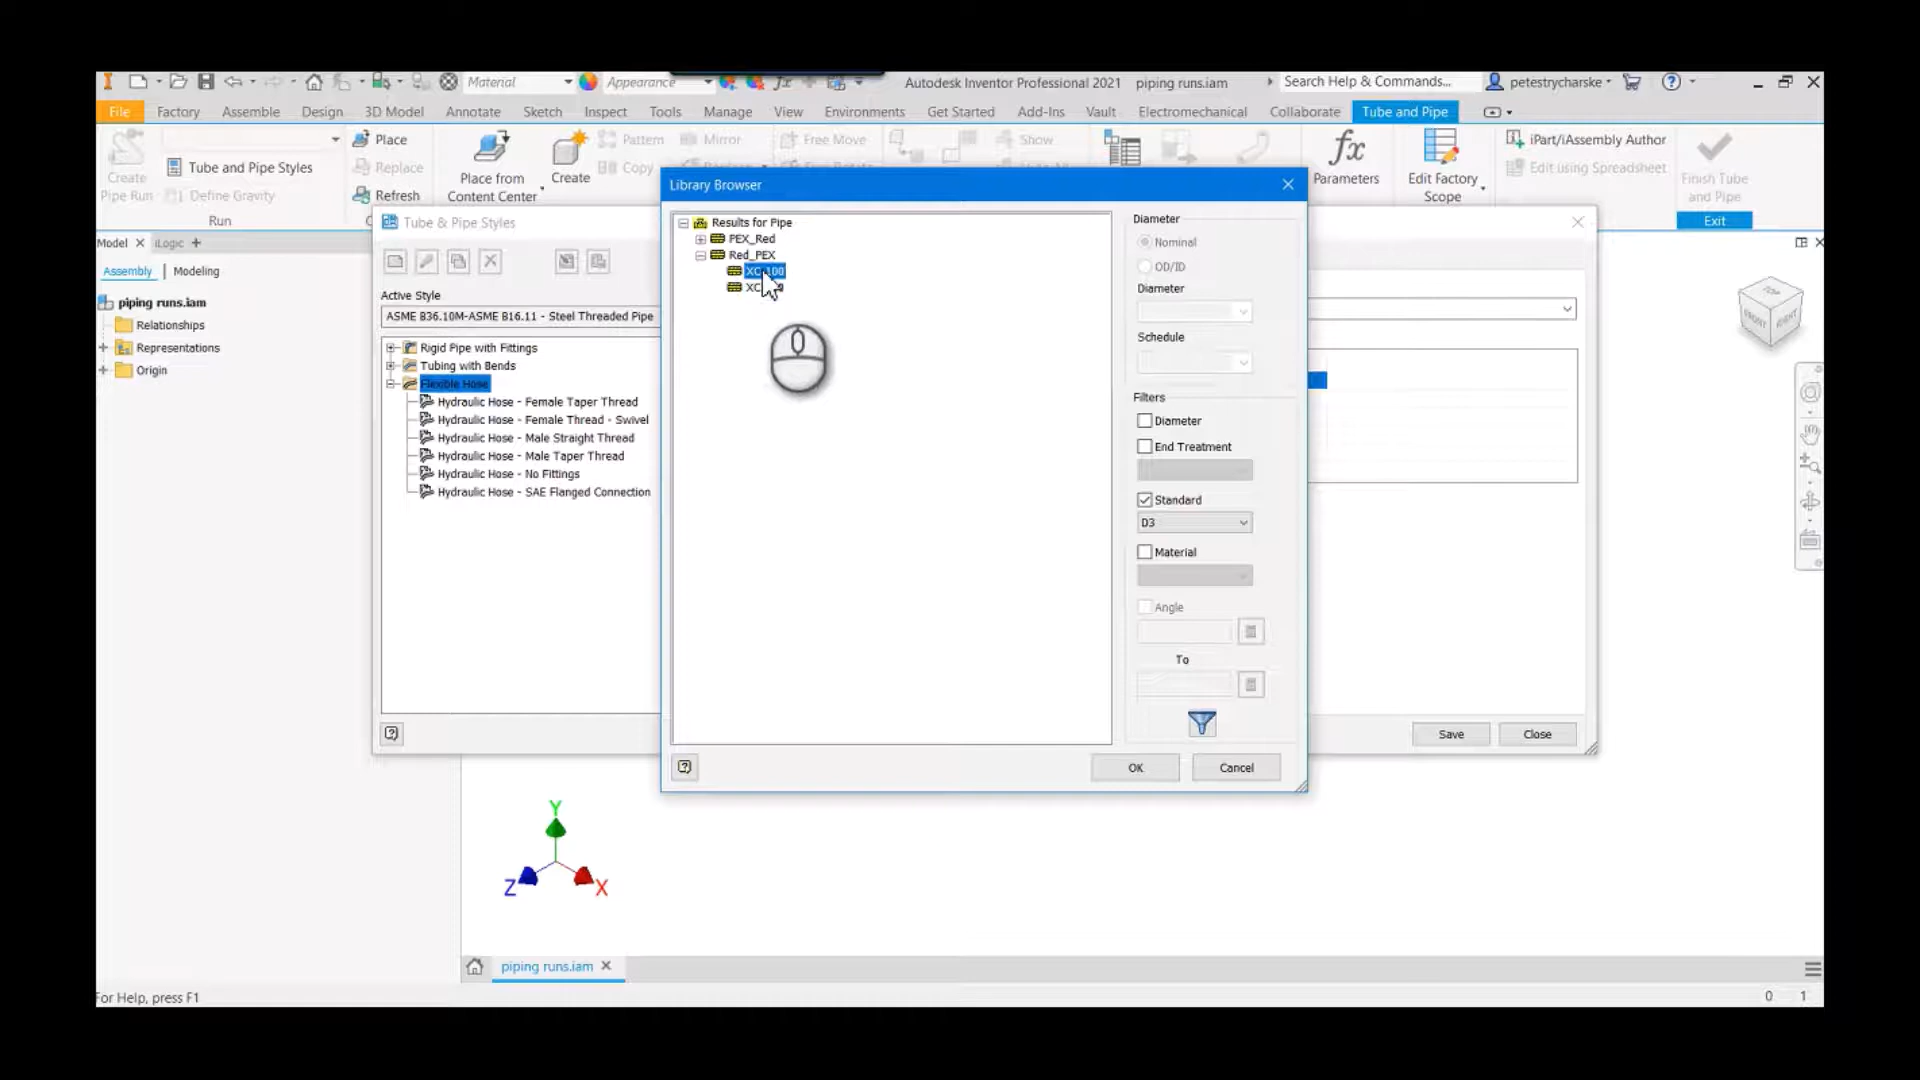 Material
Appearance
Autodesk Inventor Professional 2021 piping runs.iam
Search Help & Commands...
petestrycharske
File Factory Assemble Design 3D Model Annotate Sketch Inspect Tools Manage View Environments Get Started Add-Ins Vault Electromechanical Collaborate Tube and Pipe
Create
Pipe Run
Tube and Pipe Styles
Define Gravity
Run
Place
Replace
Refresh
Place from
Content Center
Create
Pattern
Copy
Mirror
Free Move
Show
Parameters
Edit Factory
Scope
iPart/iAssembly Author
Edit using Spreadsheet
Finish Tube
and Pipe
Exit
Model
iLogic
Assembly
Modeling
piping runs.iam
Relationships
Representations
Origin
Tube & Pipe Styles
Active Style
ASME B36.10M-ASME B16.11 - Steel Threaded Pipe
Rigid Pipe with Fittings
Tubing with Bends
Flexible Hose
Hydraulic Hose - Female Taper Thread
Hydraulic Hose - Female Thread - Swivel
Hydraulic Hose - Male Straight Thread
Hydraulic Hose - Male Taper Thread
Hydraulic Hose - No Fittings
Hydraulic Hose - SAE Flanged Connection
Save
Close
Library Browser
Results for Pipe
PEX_Red
Red_PEX
Diameter
Nominal
OD/ID
Diameter
Schedule
Filters
Diameter
End Treatment
Standard
D3
Material
Angle
To
OK
Cancel
TOP
FRONT
RIGHT
Y
Z
X
piping runs.iam
For Help, press F1
0 1